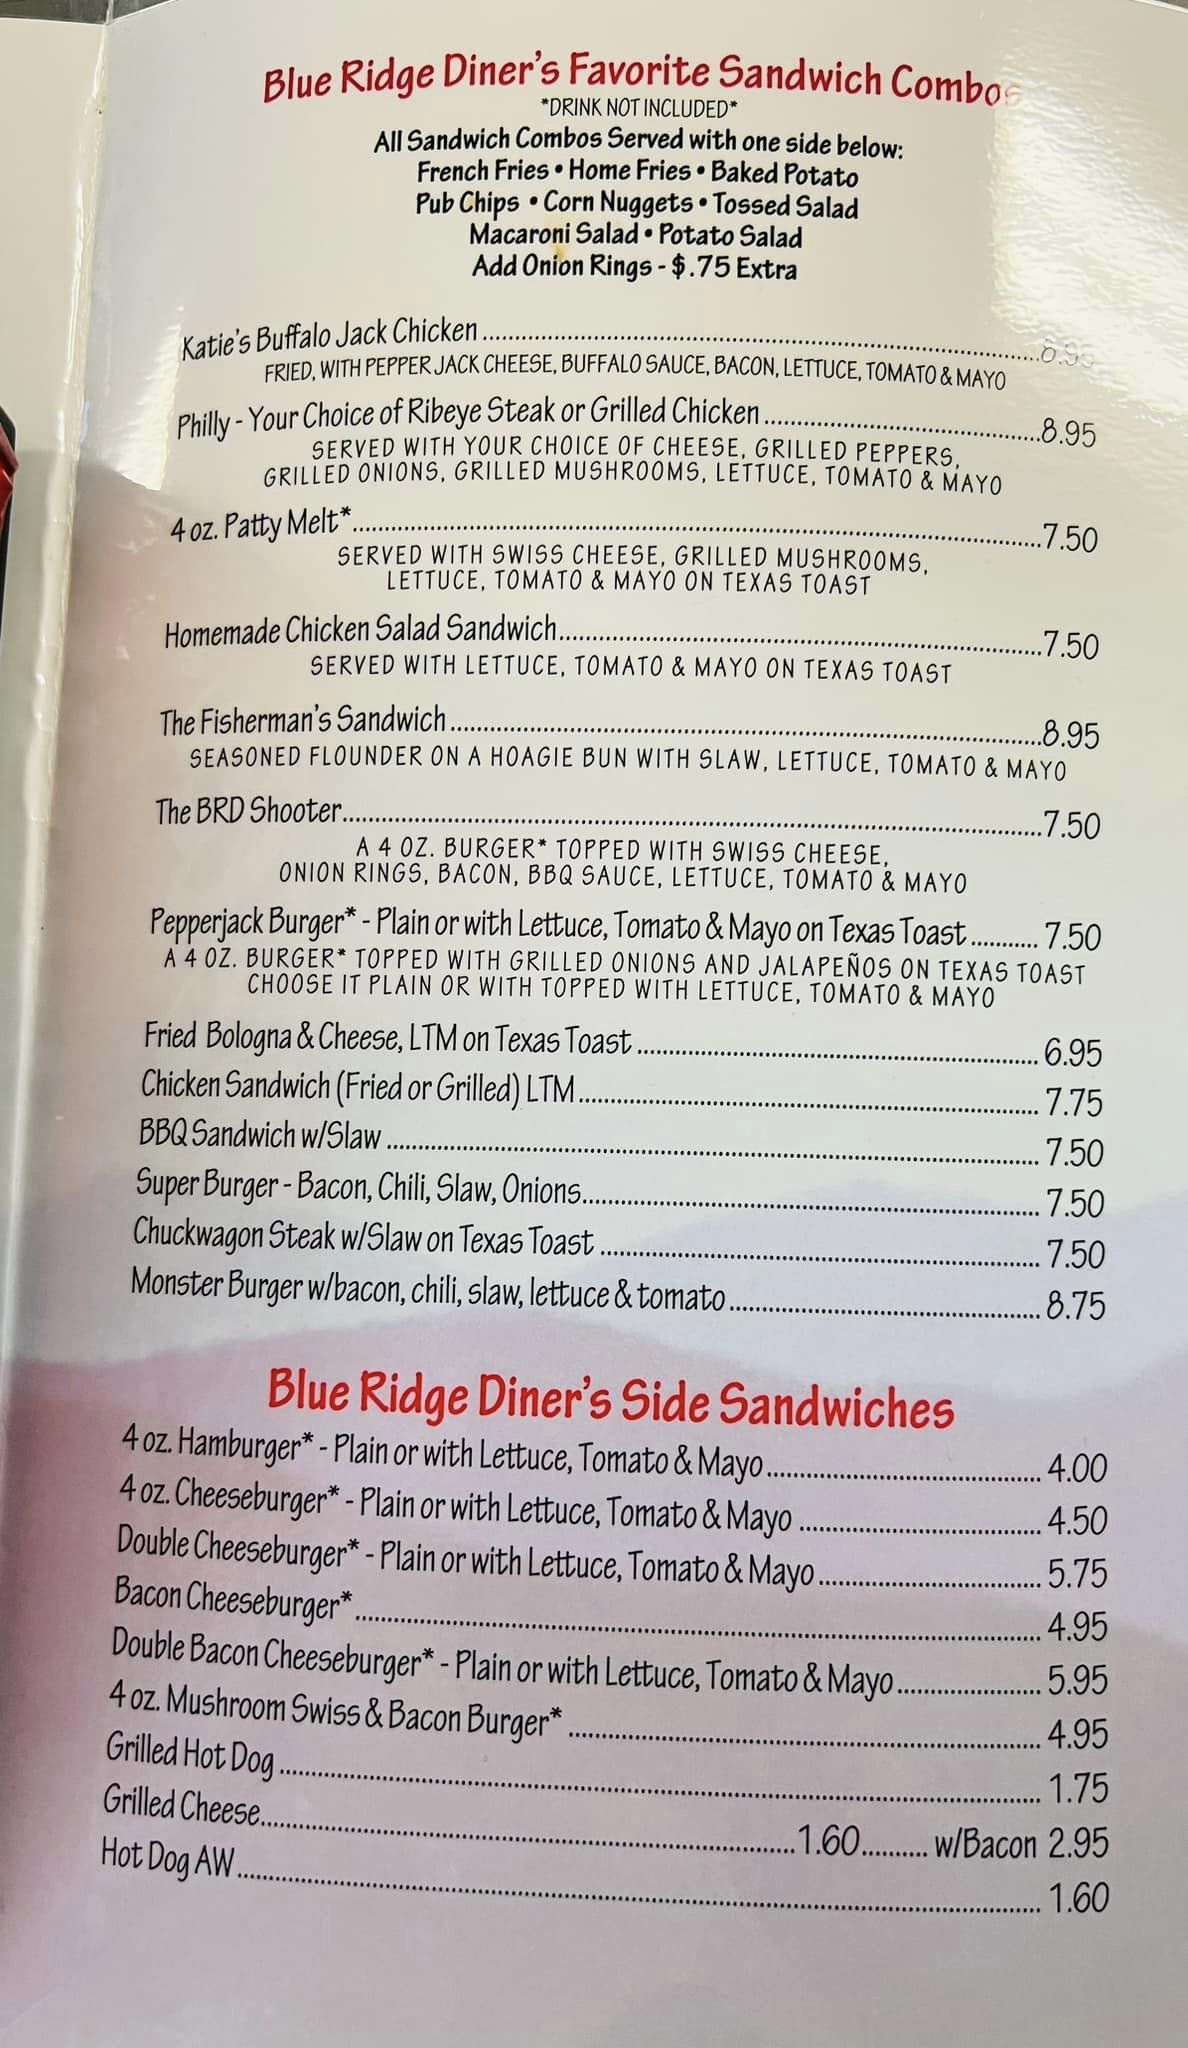 Blue Ridge Diner's Favorite Sandwich Combos
*DRINK NOT INCLUDED*
All Sandwich Combos Served with one side below:
French Fries • Home Fries • Baked Potato
Pub Chips • Corn Nuggets • Tossed Salad
Macaroni Salad • Potato Salad
Add Onion Rings - $.75 Extra
Katie's Buffalo Jack Chicken
FRIED, WITH PEPPER JACK CHEESE, BUFFALO SAUCE, BACON, LETTUCE, TOMATO & MAYO
Philly - Your Choice of Ribeye Steak or Grilled Chicken ........ 8.95
SERVED WITH YOUR CHOICE OF CHEESE, GRILLED PEPPERS,
GRILLED ONIONS, GRILLED MUSHROOMS, LETTUCE, TOMATO & MAYO
4 oz. Patty Melt* ........ 7.50
SERVED WITH SWISS CHEESE, GRILLED MUSHROOMS,
LETTUCE, TOMATO & MAYO ON TEXAS TOAST
Homemade Chicken Salad Sandwich ........ 7.50
SERVED WITH LETTUCE, TOMATO & MAYO ON TEXAS TOAST
The Fisherman's Sandwich ........ 8.95
SEASONED FLOUNDER ON A HOAGIE BUN WITH SLAW, LETTUCE, TOMATO & MAYO
The BRD Shooter ........ 7.50
A 4 OZ. BURGER* TOPPED WITH SWISS CHEESE,
ONION RINGS, BACON, BBQ SAUCE, LETTUCE, TOMATO & MAYO
Pepperjack Burger* - Plain or with Lettuce, Tomato & Mayo on Texas Toast ........ 7.50
A 4 OZ. BURGER* TOPPED WITH GRILLED ONIONS AND JALAPEÑOS ON TEXAS TOAST
CHOOSE IT PLAIN OR WITH TOPPED WITH LETTUCE, TOMATO & MAYO
Fried Bologna & Cheese, LTM on Texas Toast ........ 6.95
Chicken Sandwich (Fried or Grilled) LTM ........ 7.75
BBQ Sandwich w/Slaw ........ 7.50
Super Burger - Bacon, Chili, Slaw, Onions ........ 7.50
Chuckwagon Steak w/Slaw on Texas Toast ........ 7.50
Monster Burger w/bacon, chili, slaw, lettuce & tomato ........ 8.75
Blue Ridge Diner's Side Sandwiches
4 oz. Hamburger* - Plain or with Lettuce, Tomato & Mayo ........ 4.00
4 oz. Cheeseburger* - Plain or with Lettuce, Tomato & Mayo ........ 4.50
Double Cheeseburger* - Plain or with Lettuce, Tomato & Mayo ........ 5.75
Bacon Cheeseburger* ........ 4.95
Double Bacon Cheeseburger* - Plain or with Lettuce, Tomato & Mayo ........ 5.95
4 oz. Mushroom Swiss & Bacon Burger* ........ 4.95
Grilled Hot Dog ........ 1.75
Grilled Cheese ........ 1.60 ........ w/Bacon 2.95
Hot Dog AW ........ 1.60